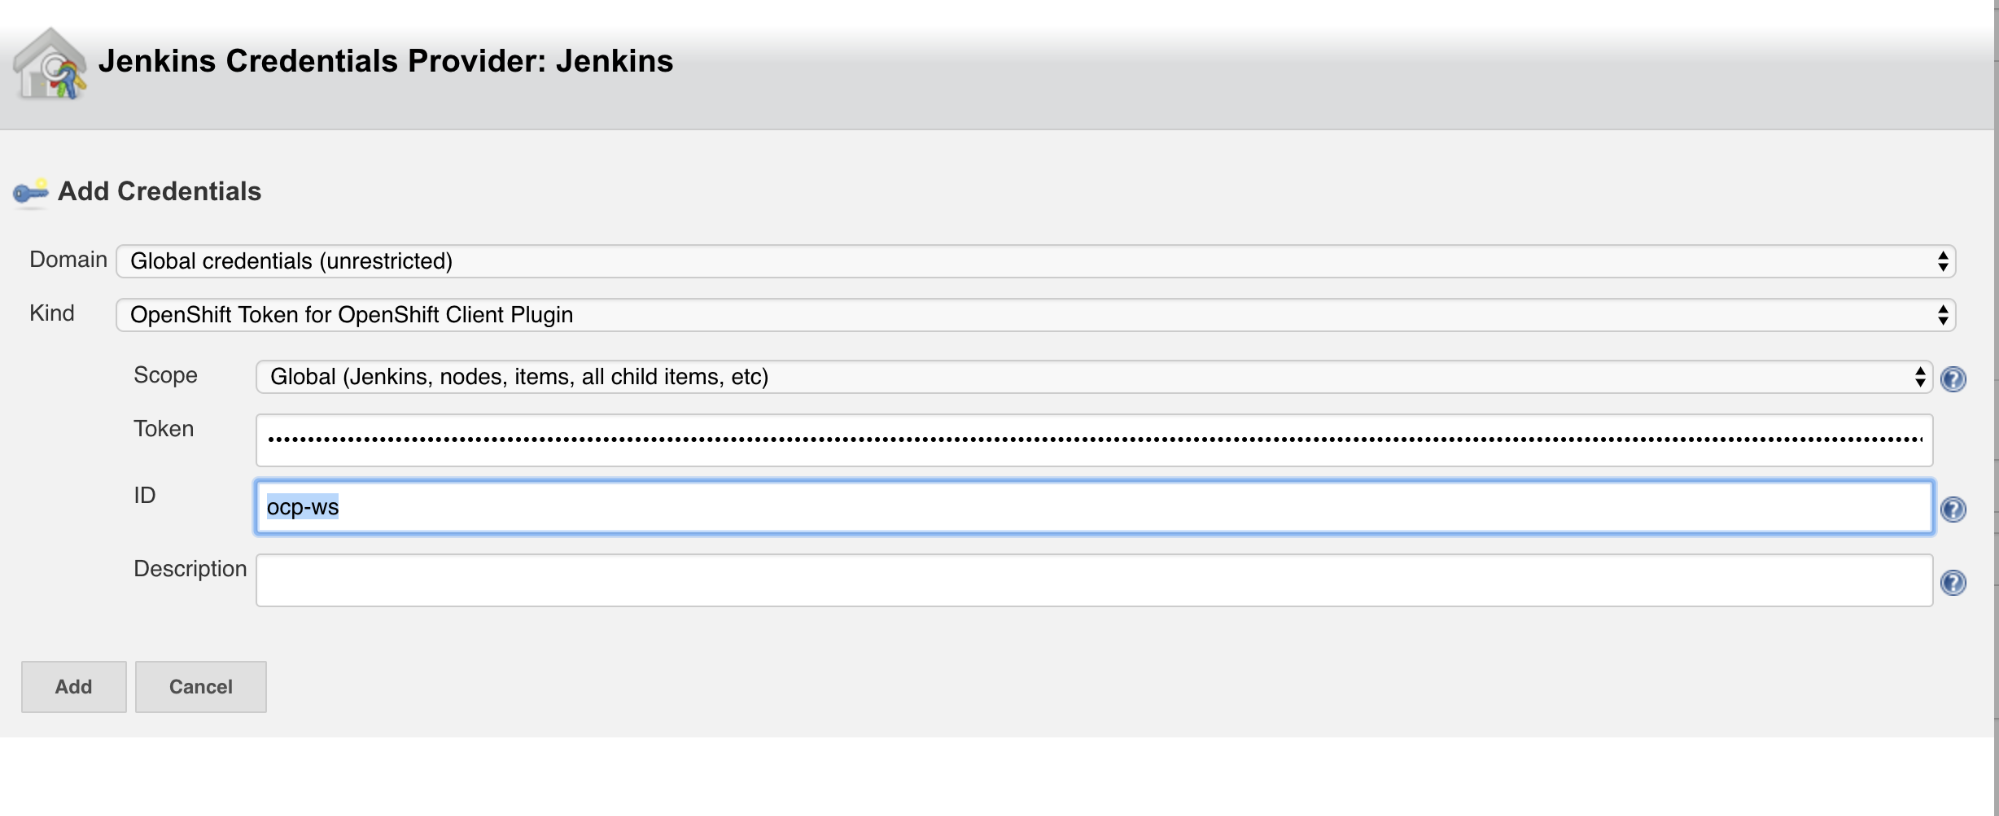 Jenkins Credentials Provider: Jenkins
Add Credentials
Domain Global credentials (unrestricted)
Kind OpenShift Token for OpenShift Client Plugin
Scope Global (Jenkins, nodes, items, all child items, etc)
Token
ID ocp-ws
Description
Add Cancel